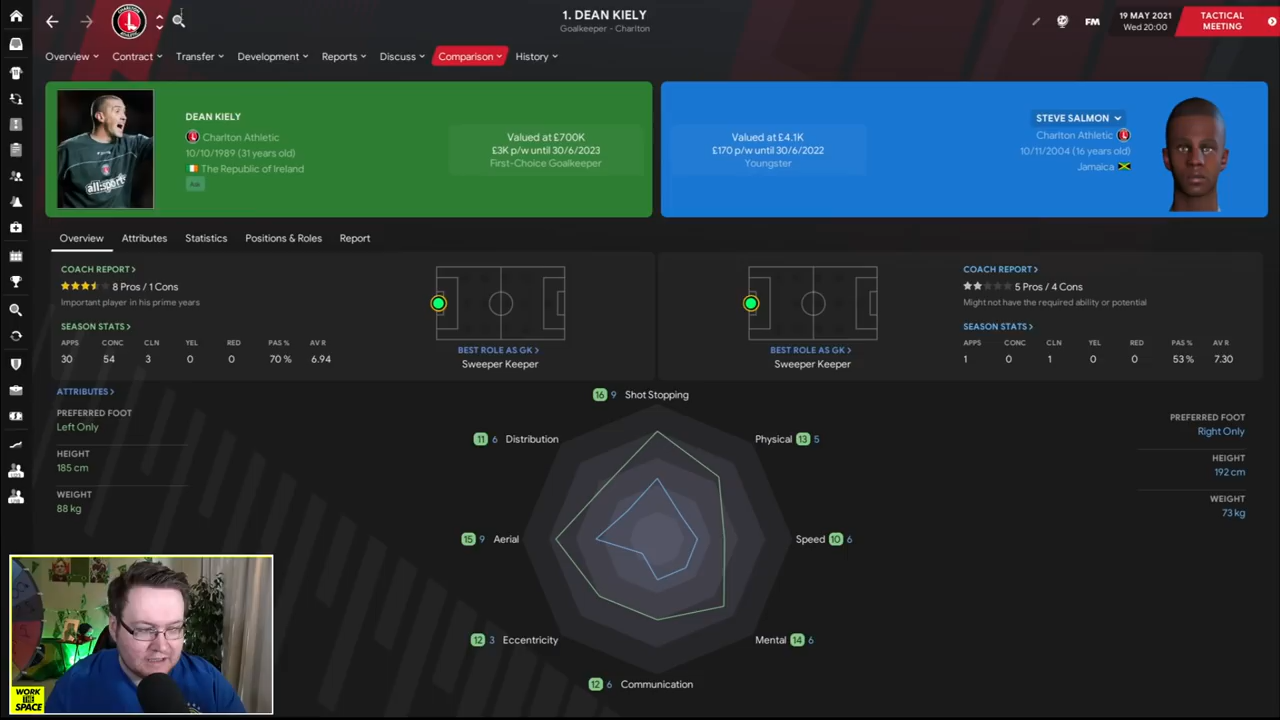 1. DEAN KIELY
Goalkeeper - Charlton
FM
19 MAY 2021
Wed 20:00
TACTICAL
MEETING
Overview
Contract
Transfer
Development
Reports
Discuss
Comparison
History
DEAN KIELY
Charlton Athletic
10/10/1989 (31 years old)
The Republic of Ireland
Valued at £700K
£3K p/w until 30/6/2023
First-Choice Goalkeeper
all:sports
Valued at £4.1K
£170 p/w until 30/6/2022
Youngster
STEVE SALMON
Charlton Athletic
10/11/2004 (16 years old)
Jamaica
Overview
Attributes
Statistics
Positions & Roles
Report
COACH REPORT >
8 Pros / 1 Cons
Important player in his prime years
SEASON STATS >
APPS CONC CLN YEL RED PAS % AV R
30 54 3 0 0 70 % 6.94
BEST ROLE AS GK >
Sweeper Keeper
BEST ROLE AS GK >
Sweeper Keeper
COACH REPORT >
5 Pros / 4 Cons
Might not have the required ability or potential
SEASON STATS >
APPS CONC CLN YEL RED PAS % AV R
1 0 1 0 0 53 % 7.30
ATTRIBUTES >
PREFERRED FOOT
Left Only
HEIGHT
185 cm
WEIGHT
88 kg
16 9 Shot Stopping
11 6 Distribution
Physical 13 5
15 9 Aerial
Speed 10 6
12 3 Eccentricity
Mental 14 6
12 6 Communication
PREFERRED FOOT
Right Only
HEIGHT
192 cm
WEIGHT
73 kg
WORK
THE
SPACE